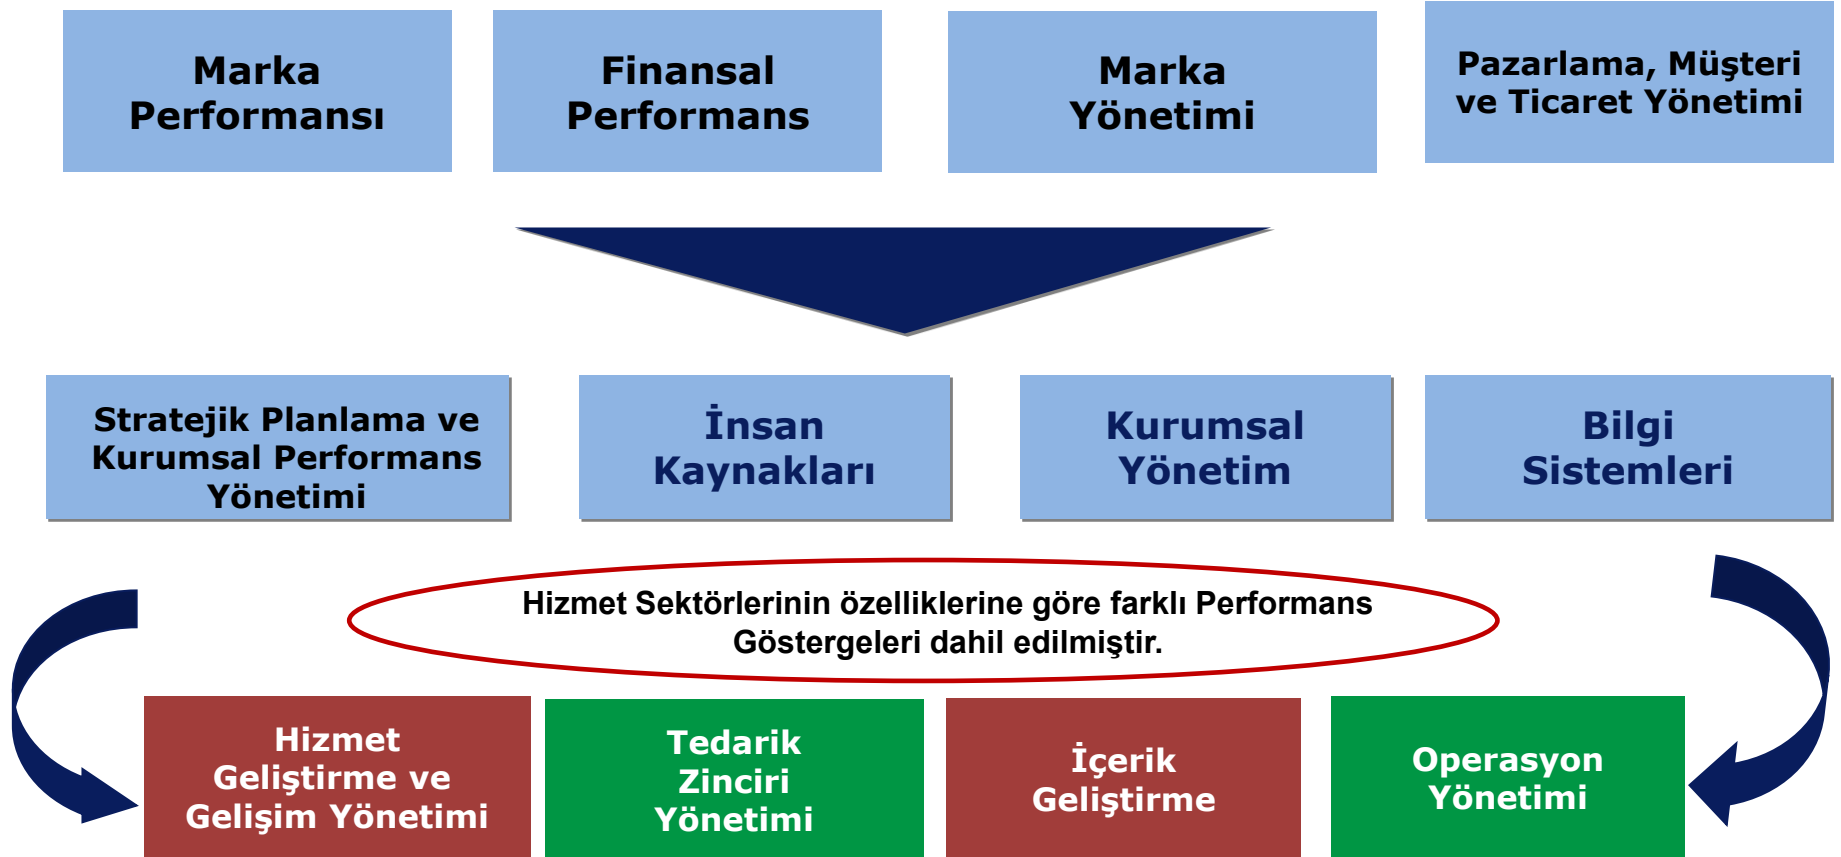 Marka
Performansı
Finansal
Performans
Marka
Yönetimi
Pazarlama, Müşteri
ve Ticaret Yönetimi
Stratejik Planlama ve
Kurumsal Performans
Yönetimi
İnsan
Kaynakları
Kurumsal
Yönetim
Bilgi
Sistemleri
Hizmet Sektörlerinin özelliklerine göre farklı Performans
Göstergeleri dahil edilmiştir.
Hizmet
Geliştirme ve
Gelişim Yönetimi
Tedarik
Zinciri
Yönetimi
İçerik
Geliştirme
Operasyon
Yönetimi